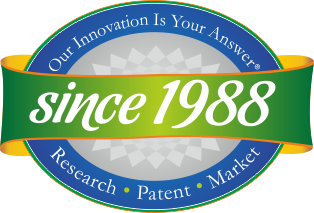 Our Innovation Is Your Answer®
since 1988
Research • Patent • Market